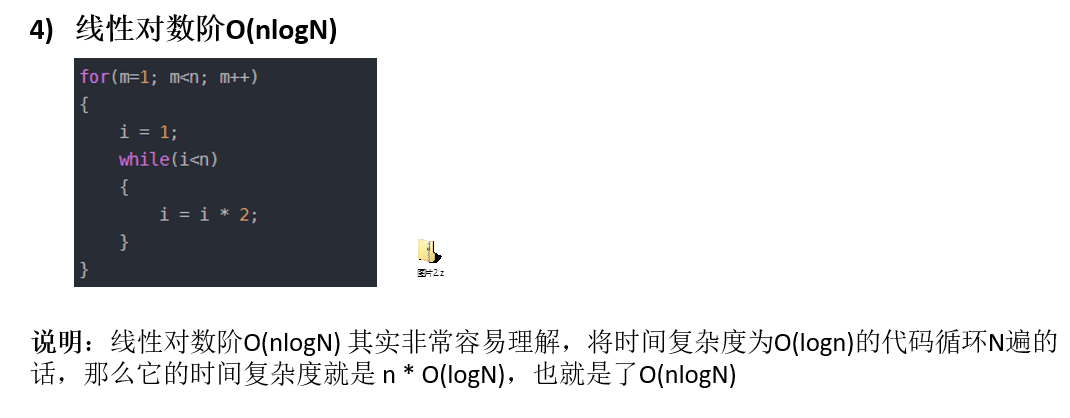 4) 线性对数阶O(nlogN)
for(m=1; m<n; m++)
{
i = 1;
while(i<n)
{
i = i * 2;
}
}
图片2.z
说明：线性对数阶O(nlogN) 其实非常容易理解，将时间复杂度为O(logn)的代码循环N遍的
话，那么它的时间复杂度就是 n * O(logN)，也就是了O(nlogN)